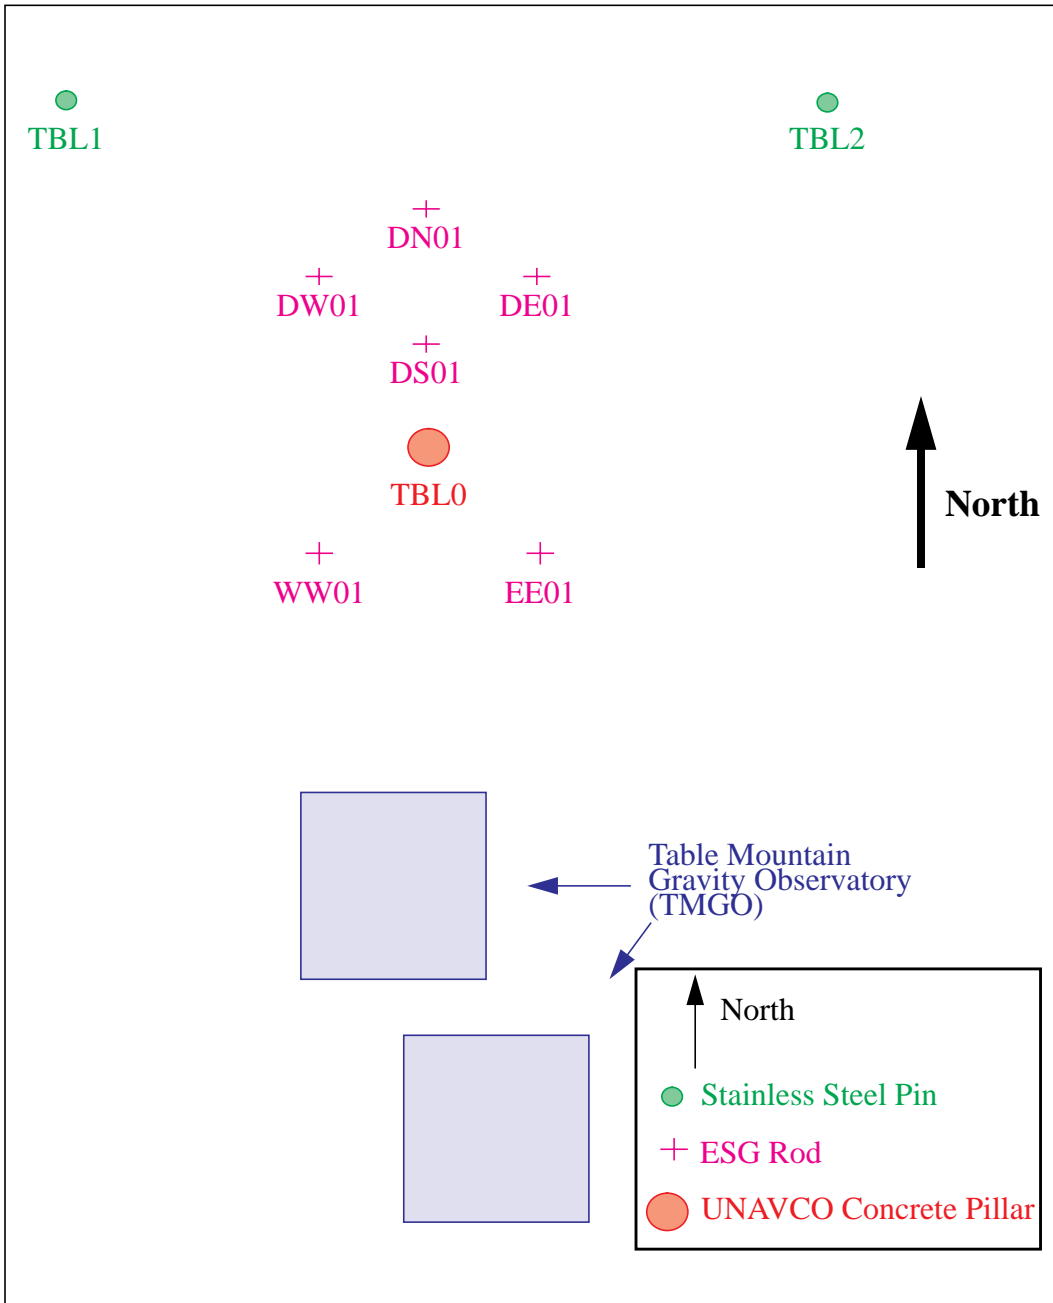 TBL1
TBL2
DN01
DW01
DE01
DS01
TBL0
North
WW01
EE01
Table Mountain
Gravity Observatory
(TMGO)
North
Stainless Steel Pin
ESG Rod
UNAVCO Concrete Pillar